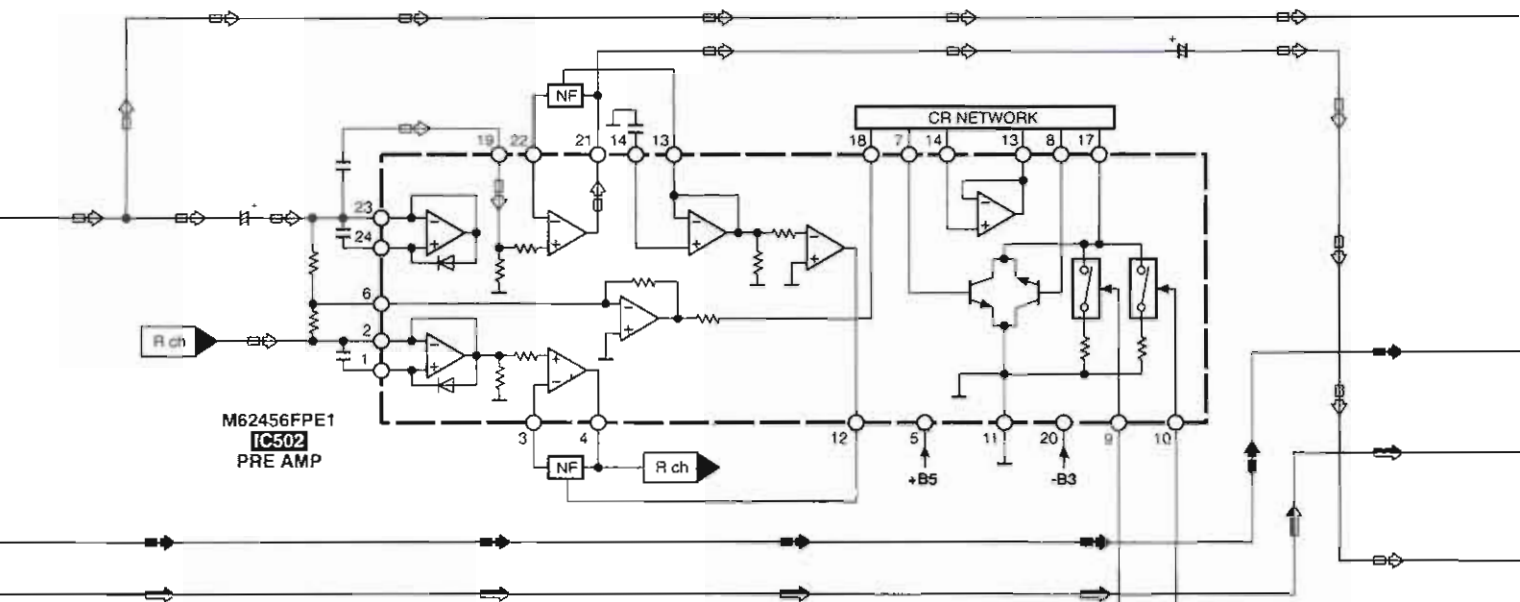 NF
CR NETWORK
19 22 21 14 13 18 7 14 13 8 17
+
+
23
24
6
2
1
R ch
- + - + - + - + - +
- +
- + + -
M62456FPE1
IC502
PRE AMP
3 4 12 5 11 20 9 10
NF R ch
+B5 -B3